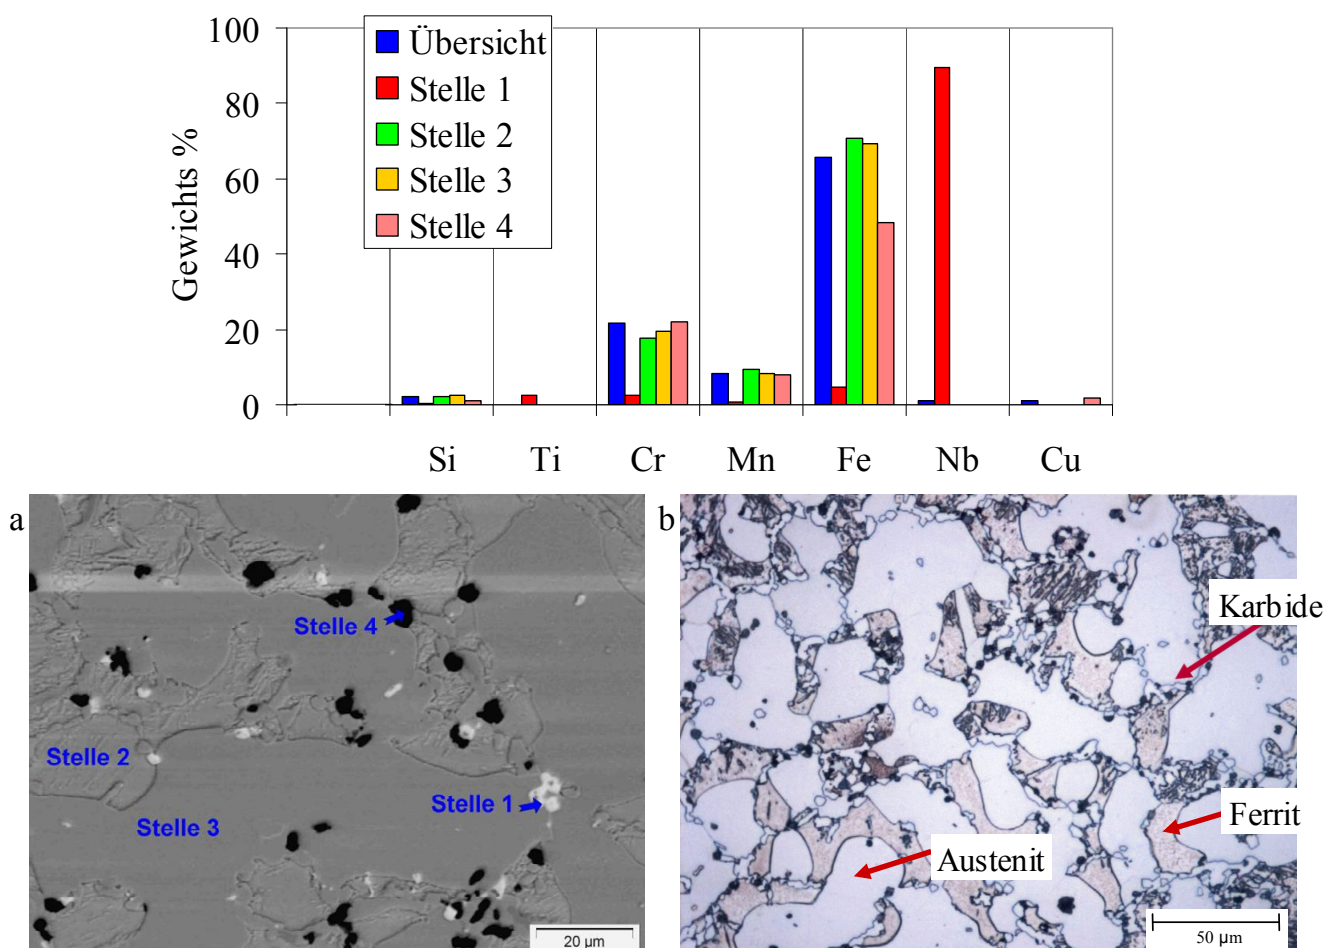 100
80
60
40
20
0
Gewichts %
Übersicht
Stelle 1
Stelle 2
Stelle 3
Stelle 4
Si Ti Cr Mn Fe Nb Cu
a
Stelle 4
Stelle 2
Stelle 1
Stelle 3
20 µm
b
Karbide
Ferrit
Austenit
50 µm